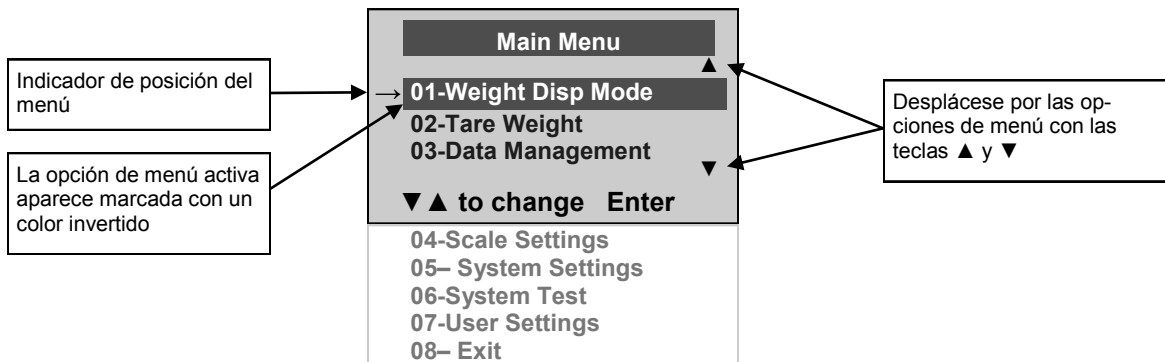 Indicador de posición del
menú
La opción de menú activa
aparece marcada con un
color invertido
Main Menu
▲
→ 01-Weight Disp Mode
02-Tare Weight
03-Data Management
▼
▼▲ to change Enter
04-Scale Settings
05– System Settings
06-System Test
07-User Settings
08– Exit
Desplácese por las op-
ciones de menú con las
teclas ▲ y ▼